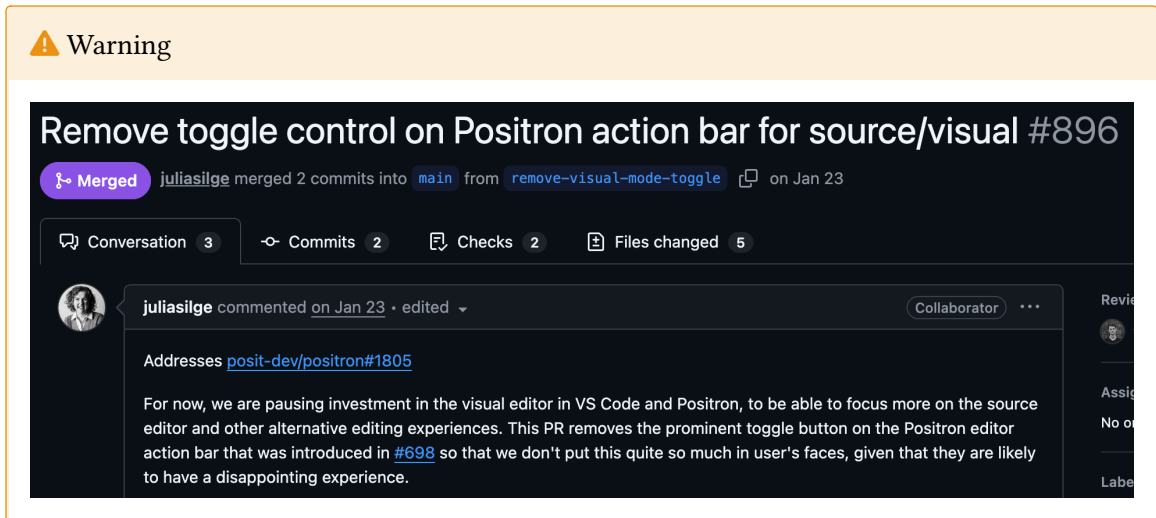 Warning
Remove toggle control on Positron action bar for source/visual #896
Merged juliasilge merged 2 commits into main from remove-visual-mode-toggle on Jan 23
Conversation 3 Commits 2 Checks 2 Files changed 5
juliasilge commented on Jan 23 • edited Collaborator ···
Addresses posit-dev/positron#1805
For now, we are pausing investment in the visual editor in VS Code and Positron, to be able to focus more on the source
editor and other alternative editing experiences. This PR removes the prominent toggle button on the Positron editor
action bar that was introduced in #698 so that we don't put this quite so much in user's faces, given that they are likely
to have a disappointing experience.